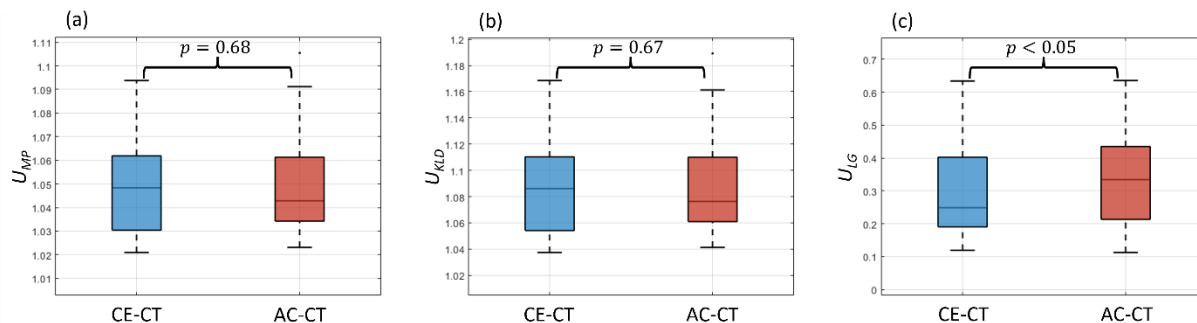 (a)
p = 0.68
1.11
1.1
1.09
1.08
1.07
1.06
1.05
1.04
1.03
1.02
1.01
U_MP
CE-CT AC-CT
(b)
p = 0.67
1.2
1.18
1.16
1.14
1.12
1.10
1.08
1.06
1.04
1.02
U_KLD
CE-CT AC-CT
(c)
p < 0.05
0.7
0.6
0.5
0.4
0.3
0.2
0.1
0
U_LG
CE-CT AC-CT